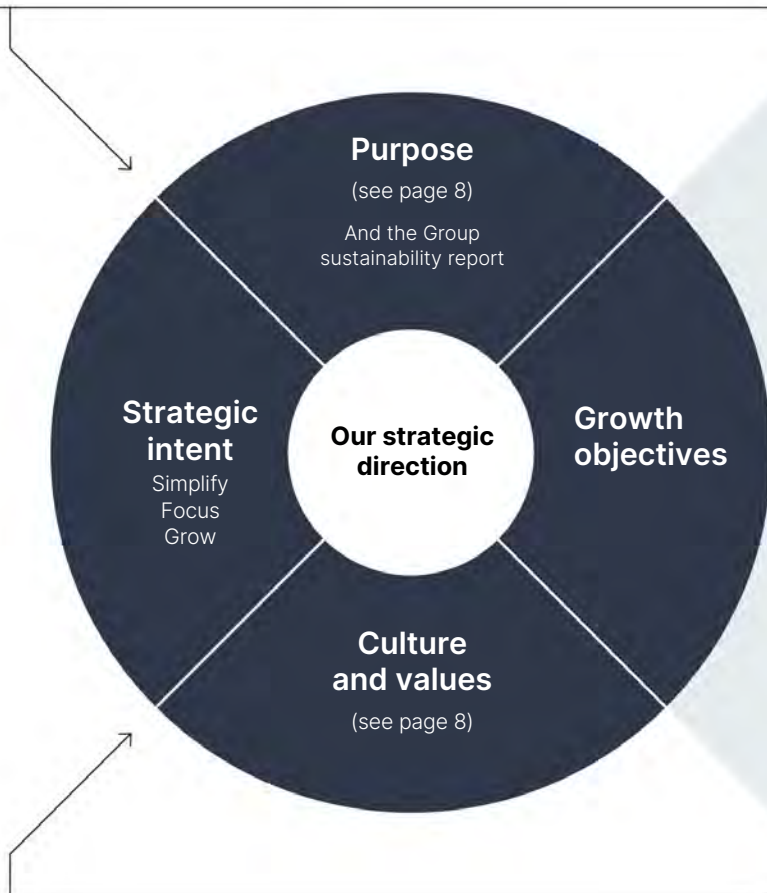 Purpose
(see page 8)
And the Group
sustainability report
Strategic
intent
Simplify
Focus
Grow
Our strategic
direction
Growth
objectives
Culture
and values
(see page 8)